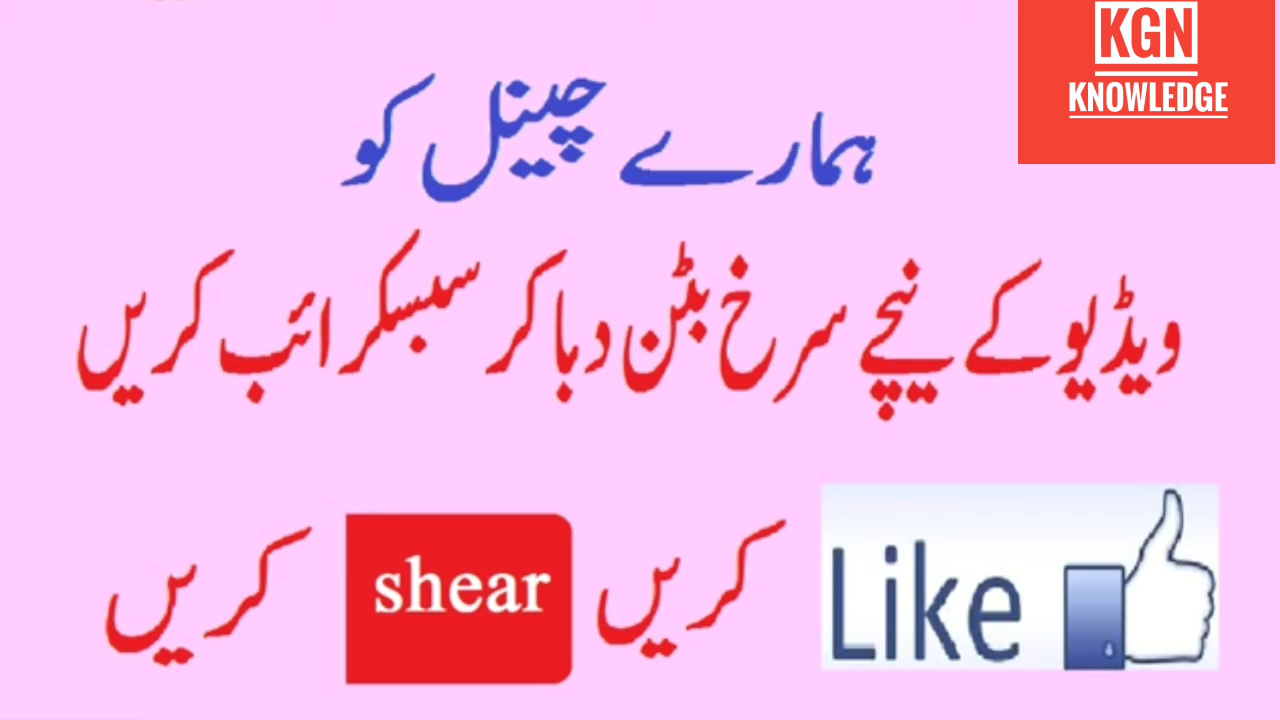 KGN
KNOWLEDGE
ہمارے چینل کو
ویڈیو کے نیچے سرخ بٹن دبا کر سبسکرائب کریں
Like کریں shear کریں